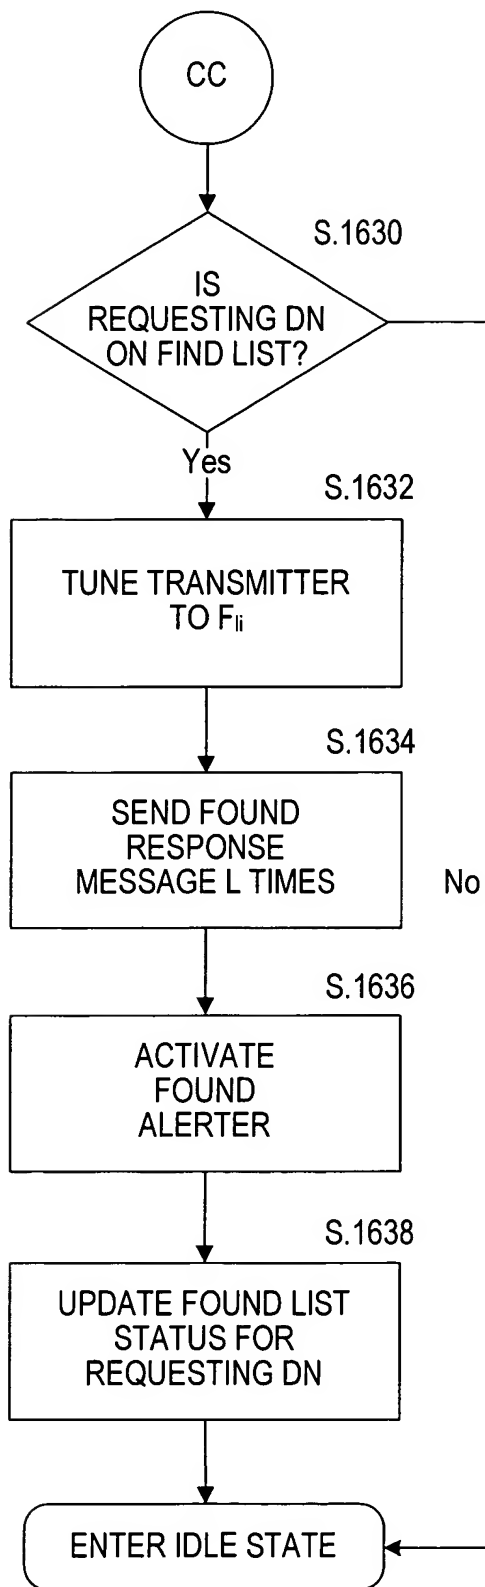 CC
S.1630
IS
REQUESTING DN
ON FIND LIST?
Yes
S.1632
TUNE TRANSMITTER
TO Fli
S.1634
SEND FOUND
RESPONSE
MESSAGE L TIMES
No
S.1636
ACTIVATE
FOUND
ALERTER
S.1638
UPDATE FOUND LIST
STATUS FOR
REQUESTING DN
ENTER IDLE STATE